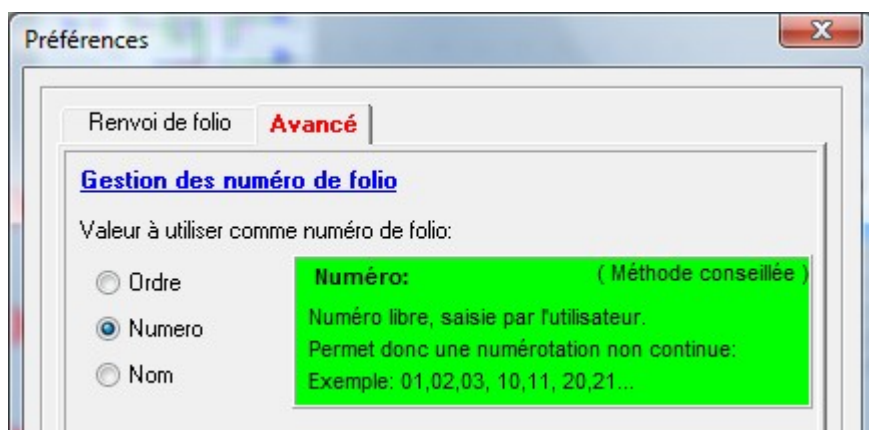 Préférences
Renvoi de folio Avancé
Gestion des numéro de folio
Valeur à utiliser comme numéro de folio:
Ordre
Numero
Nom
Numéro: ( Méthode conseillée )
Numéro libre, saisie par l'utilisateur.
Permet donc une numérotation non continue:
Exemple: 01,02,03, 10,11, 20,21...